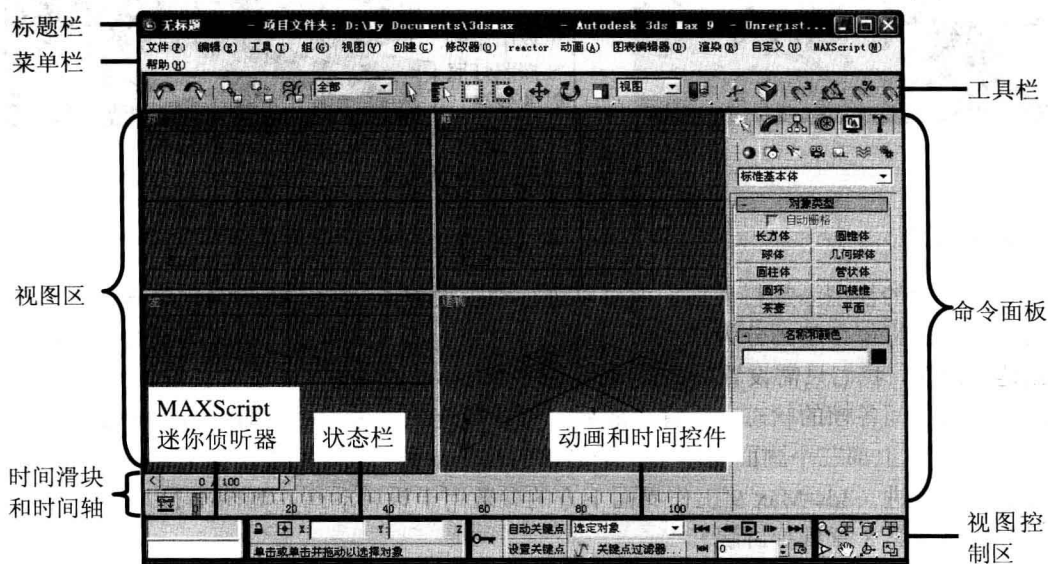 标题栏
无标题 - 项目文件夹: D:\My Documents\3dsmax - Autodesk 3ds Max 9 - Unregist...
菜单栏
文件(F) 编辑(E) 工具(T) 组(G) 视图(V) 创建(C) 修改器(O) reactor 动画(A) 图表编辑器(D) 渲染(R) 自定义(U) MAXScript(M)
帮助(H)
全部
视图
工具栏
顶
前
标准基本体
- 对象类型
自动栅格
长方体 圆锥体
球体 几何球体
圆柱体 管状体
圆环 四棱锥
茶壶 平面
- 名称和颜色
视图区
命令面板
左
透视
MAXScript
迷你侦听器
状态栏
动画和时间控件
时间滑块
和时间轴
< 0 / 100 >
0 20 40 60 80 100
X: Y: Z
自动关键点 选定对象
单击或单击并拖动以选择对象
设置关键点 关键点过滤器...
0
视图控
制区